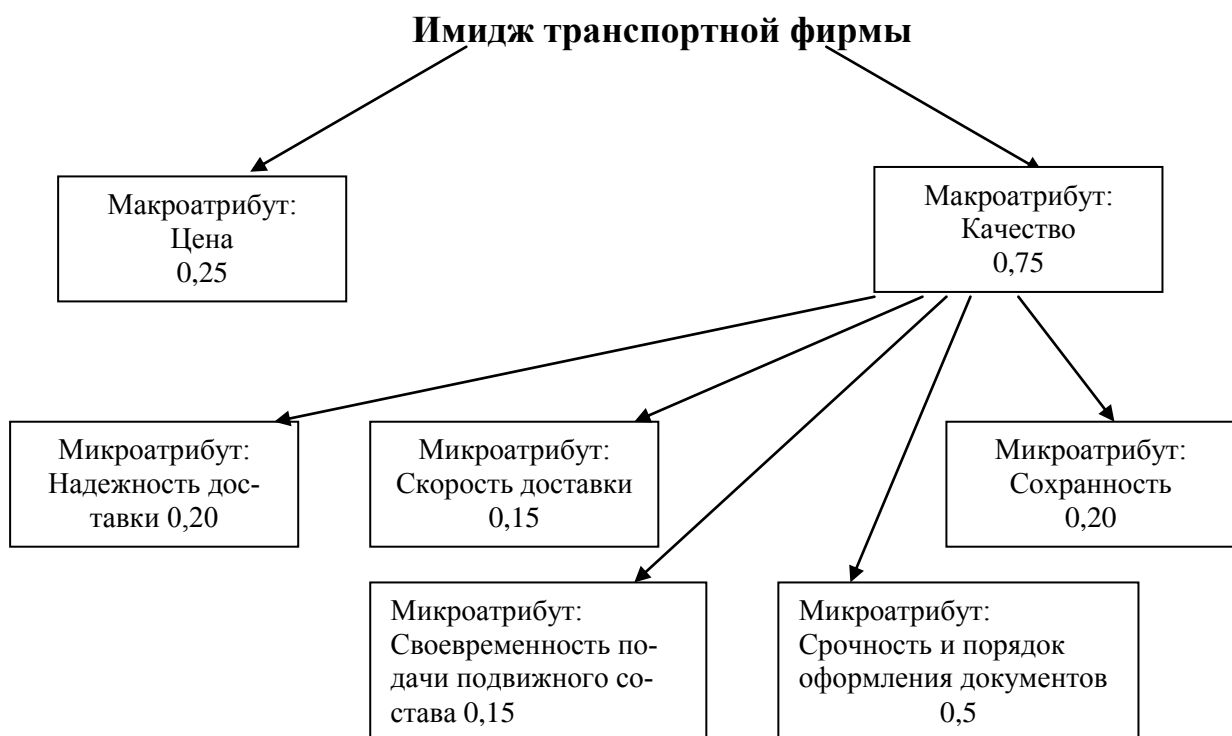 Имидж транспортной фирмы
Макроатрибут:
Цена
0,25
Макроатрибут:
Качество
0,75
Микроатрибут:
Надежность дос-
тавки 0,20
Микроатрибут:
Скорость доставки
0,15
Микроатрибут:
Сохранность
0,20
Микроатрибут:
Своевременность по-
дачи подвижного со-
става 0,15
Микроатрибут:
Срочность и порядок
оформления документов
0,5